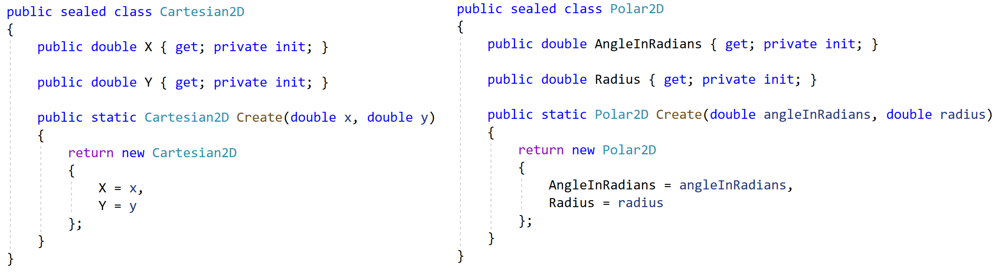 public sealed class Cartesian2D
{
    public double X { get; private init; }

    public double Y { get; private init; }

    public static Cartesian2D Create(double x, double y)
    {
        return new Cartesian2D
        {
            X = x,
            Y = y
        };
    }
}
public sealed class Polar2D
{
    public double AngleInRadians { get; private init; }

    public double Radius { get; private init; }

    public static Polar2D Create(double angleInRadians, double radius)
    {
        return new Polar2D
        {
            AngleInRadians = angleInRadians,
            Radius = radius
        };
    }
}